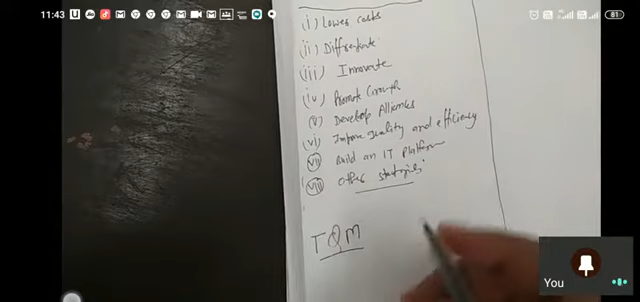 11:43
81
(i) Lower costs
(ii) Differentiate
(iii) Innovate
(iv) Promote Growth
(v) Develop Alliances
(vi) Improve quality and efficiency
(vii) Build an IT Platform
(viii) Other strategies
TQM
You